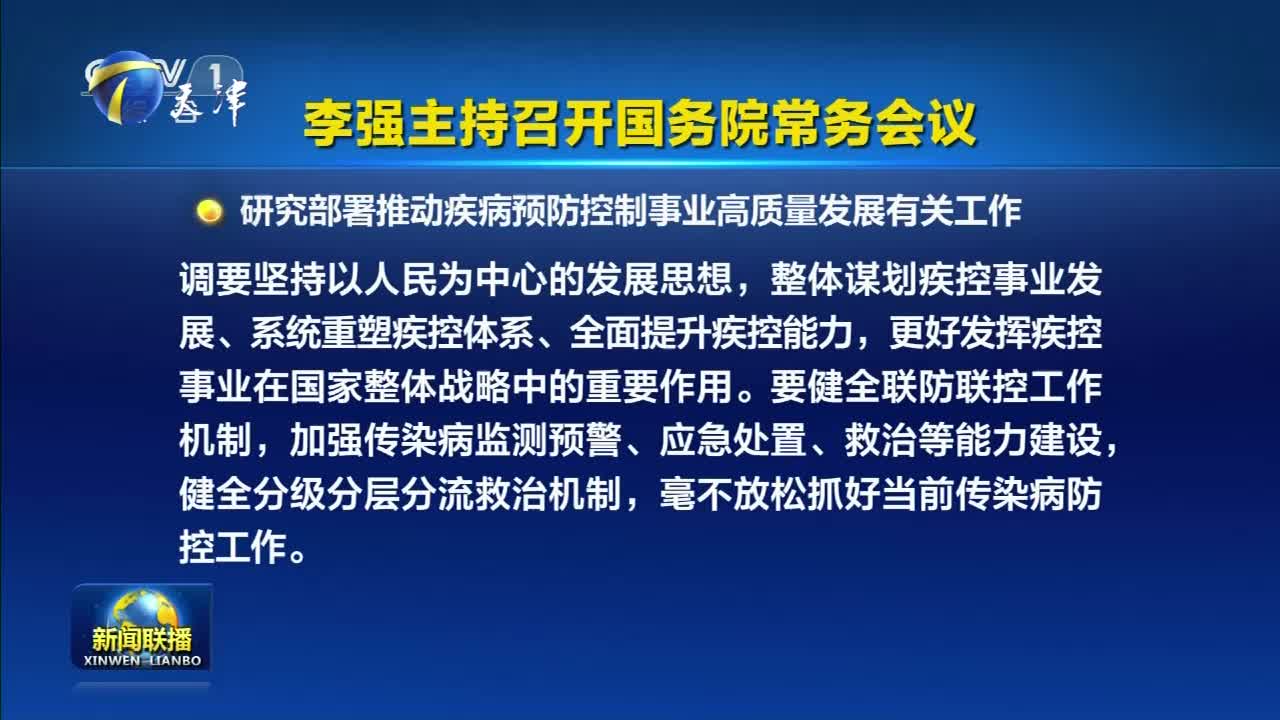 天津
1
李强主持召开国务院常务会议
研究部署推动疾病预防控制事业高质量发展有关工作
调要坚持以人民为中心的发展思想，整体谋划疾控事业发
展、系统重塑疾控体系、全面提升疾控能力，更好发挥疾控
事业在国家整体战略中的重要作用。要健全联防联控工作
机制，加强传染病监测预警、应急处置、救治等能力建设，
健全分级分层分流救治机制，毫不放松抓好当前传染病防
控工作。
新闻联播
XINWEN LIANBO